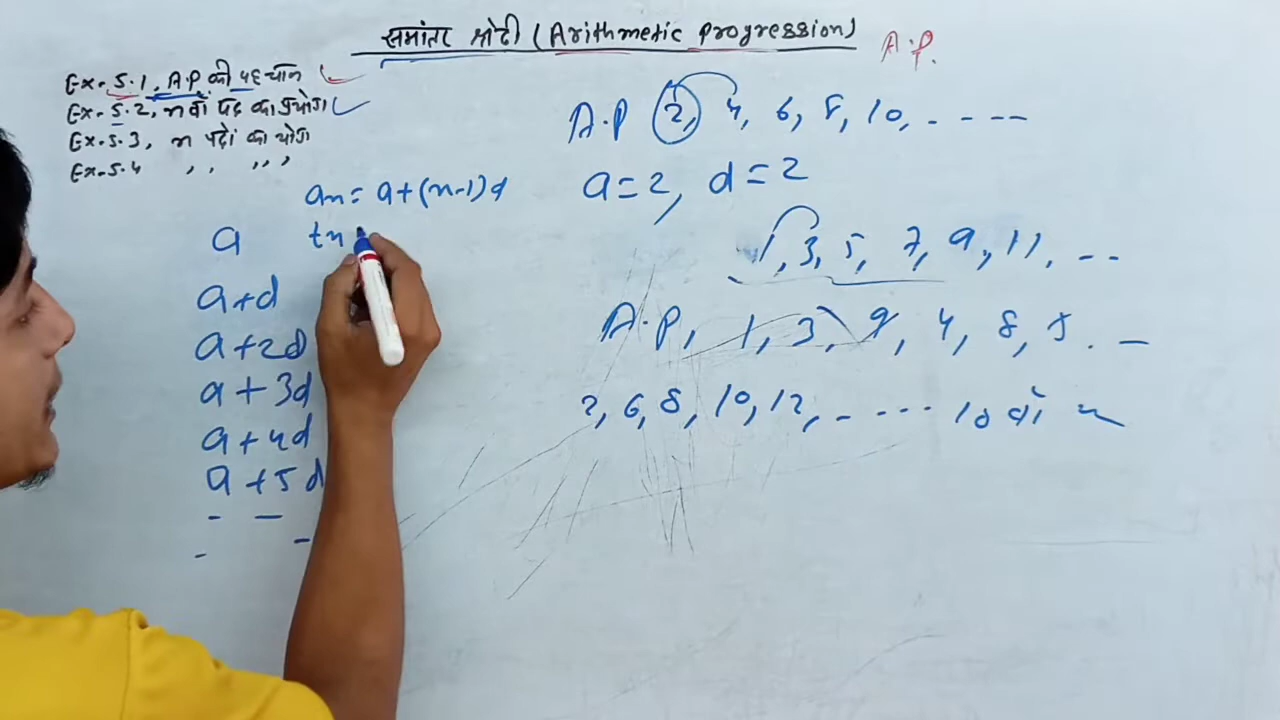 समांतर श्रेढी (Arithmetic Progression) A.P.
Ex-5.1, A.P की पहचान
Ex-5.2, n वाँ पद का प्रयोग
Ex-5.3, n पदों का योग
Ex-5.4 ,, ,,,
A.P 2, 4, 6, 8, 10, - - - -
a = 2, d = 2
1, 3, 5, 7, 9, 11, - -
A.P, 1, 3, 9, 4, 8, 5 . -
2, 6, 8, 10, 12, - - - - - 10 वाँ
an = a+(n-1)d
tn
a
a+d
a+2d
a + 3d
a + 4d
a + 5d
- -
- -